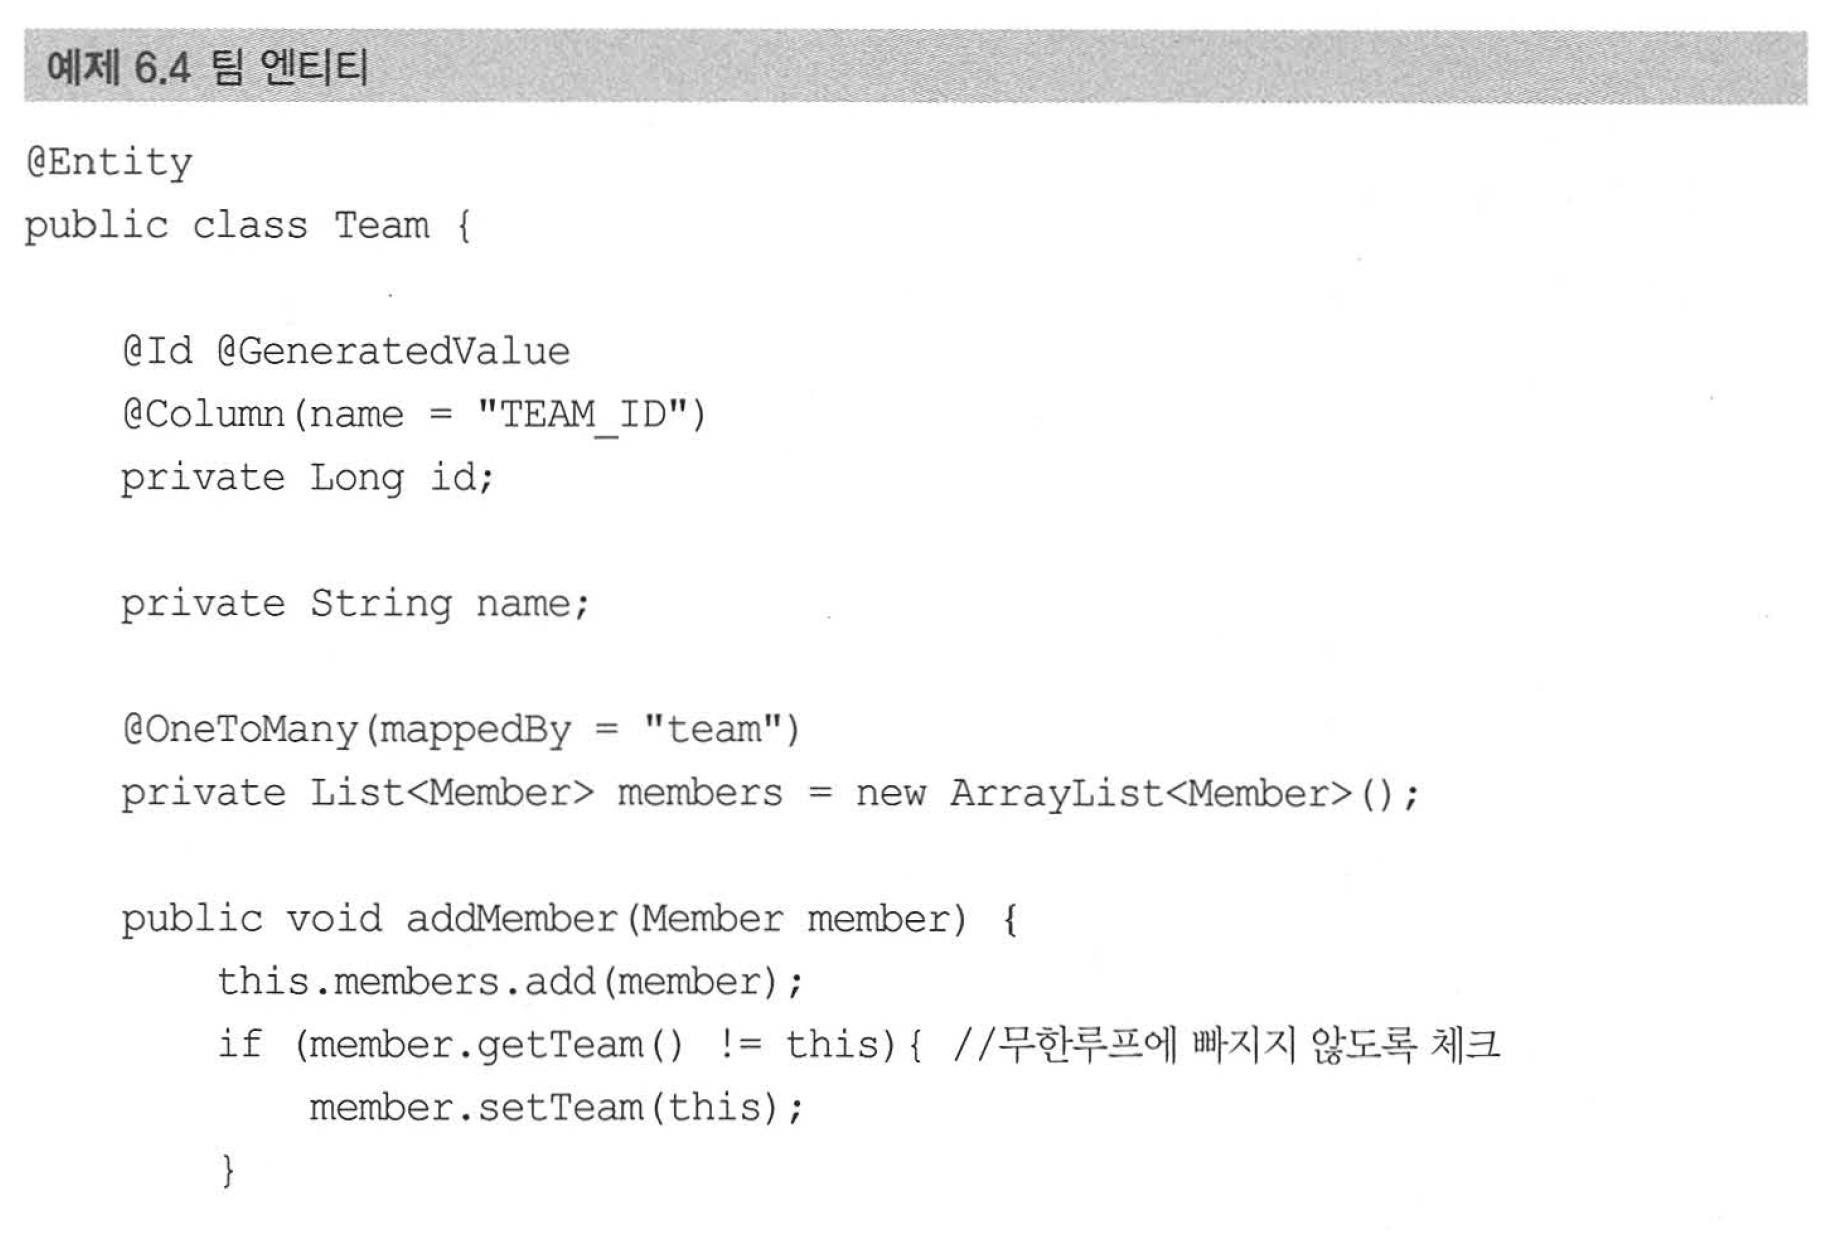 예제 6.4 팀 엔티티
@Entity
public class Team {
@Id @GeneratedValue
@Column(name = "TEAM_ID")
private Long id;
private String name;
@OneToMany(mappedBy = "team")
private List<Member> members = new ArrayList<Member>();
public void addMember(Member member) {
this.members.add(member);
if (member.getTeam() != this){ //무한루프에 빠지지 않도록 체크
member.setTeam(this);
}